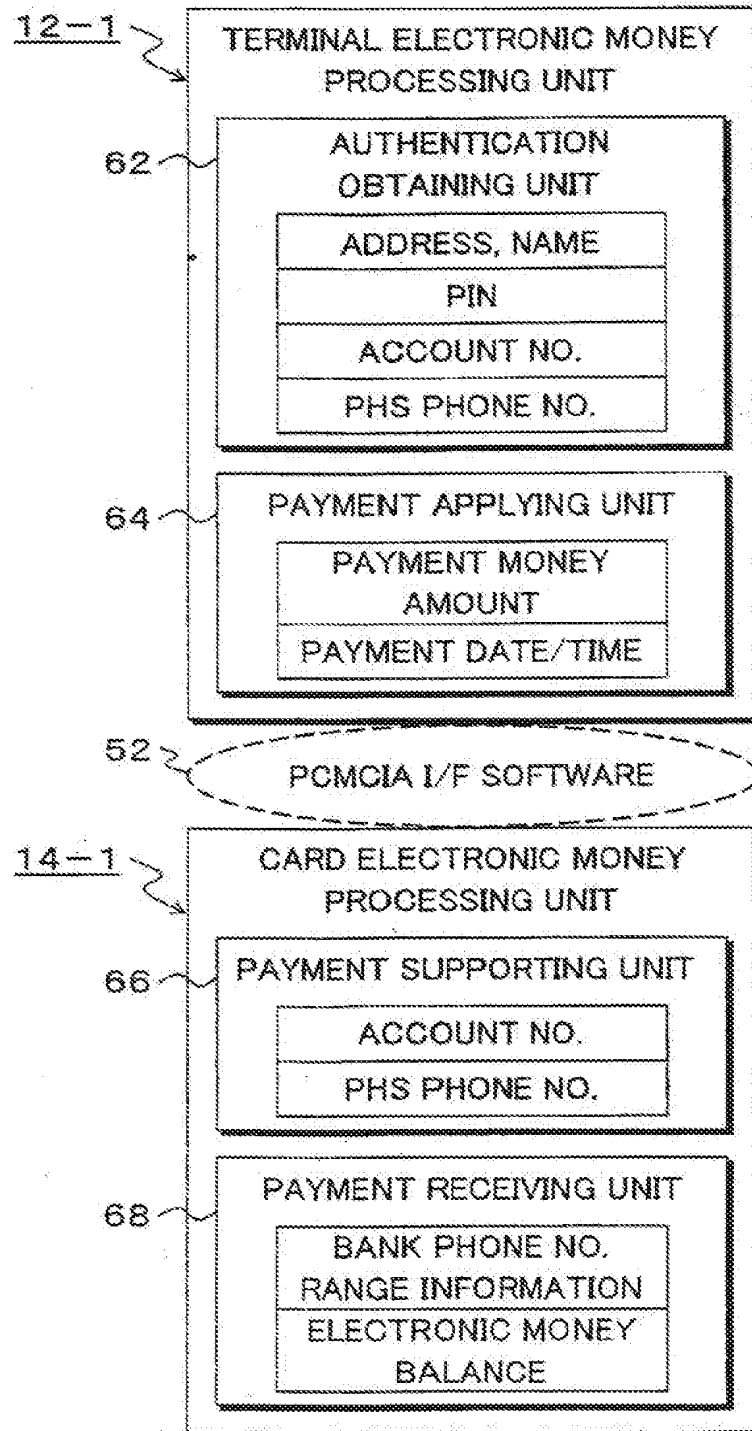 12-1
TERMINAL ELECTRONIC MONEY
PROCESSING UNIT
62
AUTHENTICATION
OBTAINING UNIT
ADDRESS, NAME
PIN
ACCOUNT NO.
PHS PHONE NO.
64
PAYMENT APPLYING UNIT
PAYMENT MONEY
AMOUNT
PAYMENT DATE/TIME
52
PCMCIA I/F SOFTWARE
14-1
CARD ELECTRONIC MONEY
PROCESSING UNIT
66
PAYMENT SUPPORTING UNIT
ACCOUNT NO.
PHS PHONE NO.
68
PAYMENT RECEIVING UNIT
BANK PHONE NO.
RANGE INFORMATION
ELECTRONIC MONEY
BALANCE